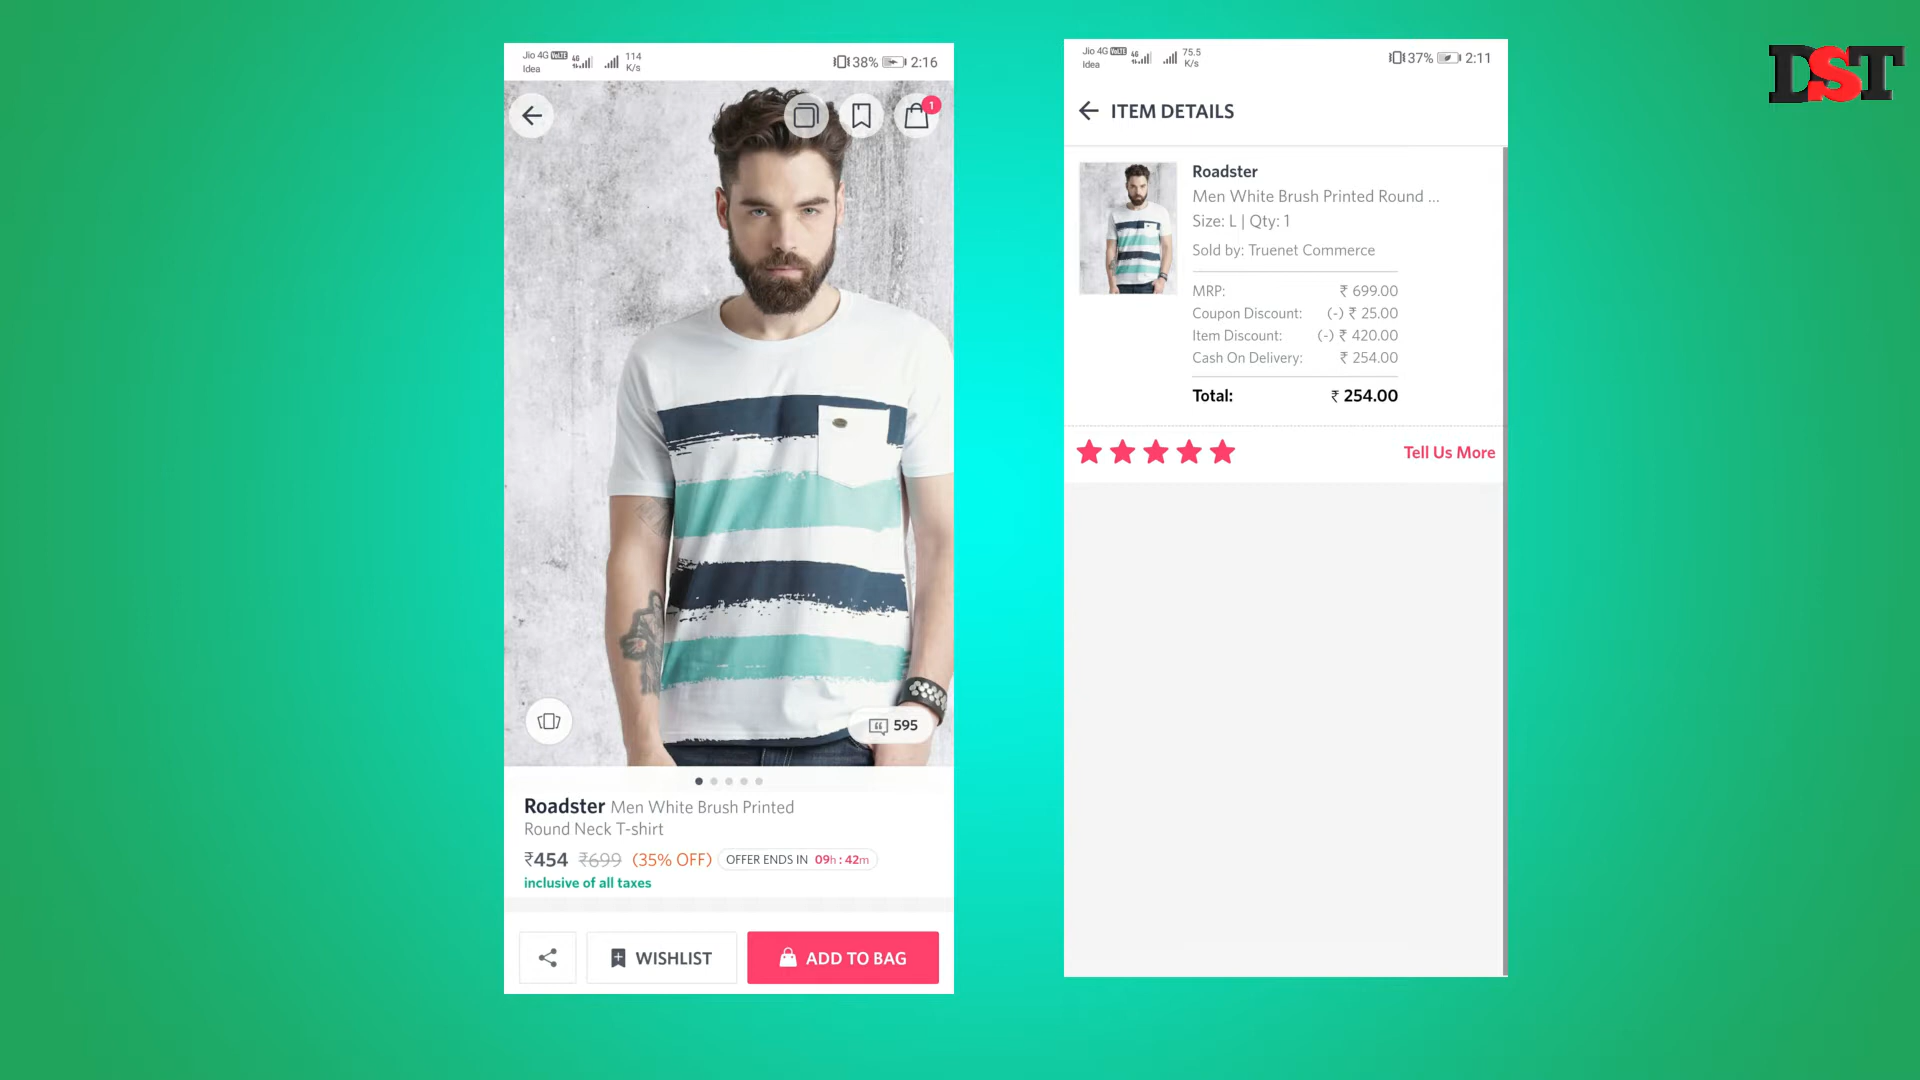 Jio 4G VoLTE 4G 114 K/s 38% 2:16
Idea
1
595
Roadster Men White Brush Printed
Round Neck T-shirt
₹454 ₹699 (35% OFF) OFFER ENDS IN 09h : 42m
inclusive of all taxes
WISHLIST
ADD TO BAG
Jio 4G VoLTE 4G 75.5 K/s 37% 2:11
Idea
ITEM DETAILS
Roadster
Men White Brush Printed Round ...
Size: L | Qty: 1
Sold by: Truenet Commerce
MRP: ₹ 699.00
Coupon Discount: (-) ₹ 25.00
Item Discount: (-) ₹ 420.00
Cash On Delivery: ₹ 254.00
Total: ₹ 254.00
Tell Us More
DST